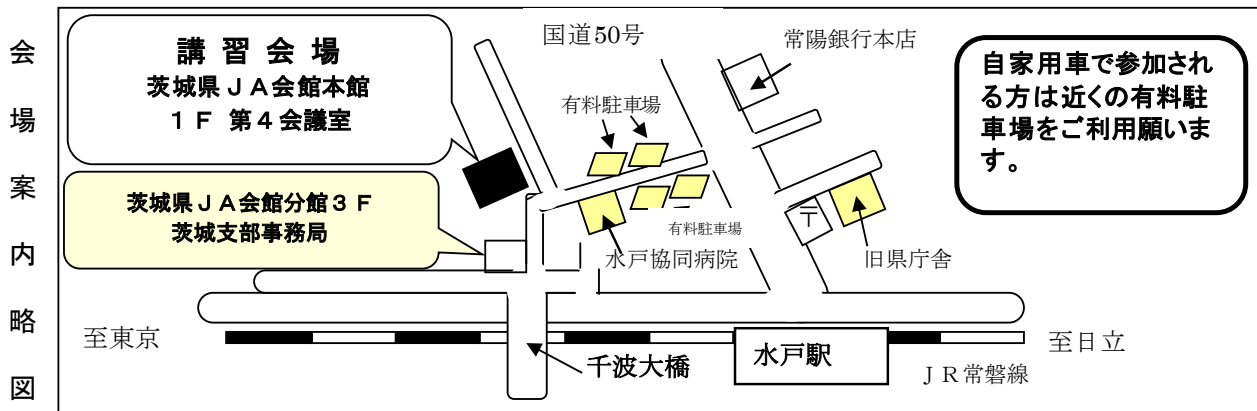 会場案内略図
講習会場
茨城県ＪＡ会館本館
１Ｆ 第４会議室
茨城県ＪＡ会館分館３Ｆ
茨城支部事務局
国道50号
常陽銀行本店
有料駐車場
自家用車で参加され
る方は近くの有料駐
車場をご利用願いま
す。
〒
有料駐車場
水戸協同病院
旧県庁舎
至東京
千波大橋
水戸駅
ＪＲ常磐線
至日立